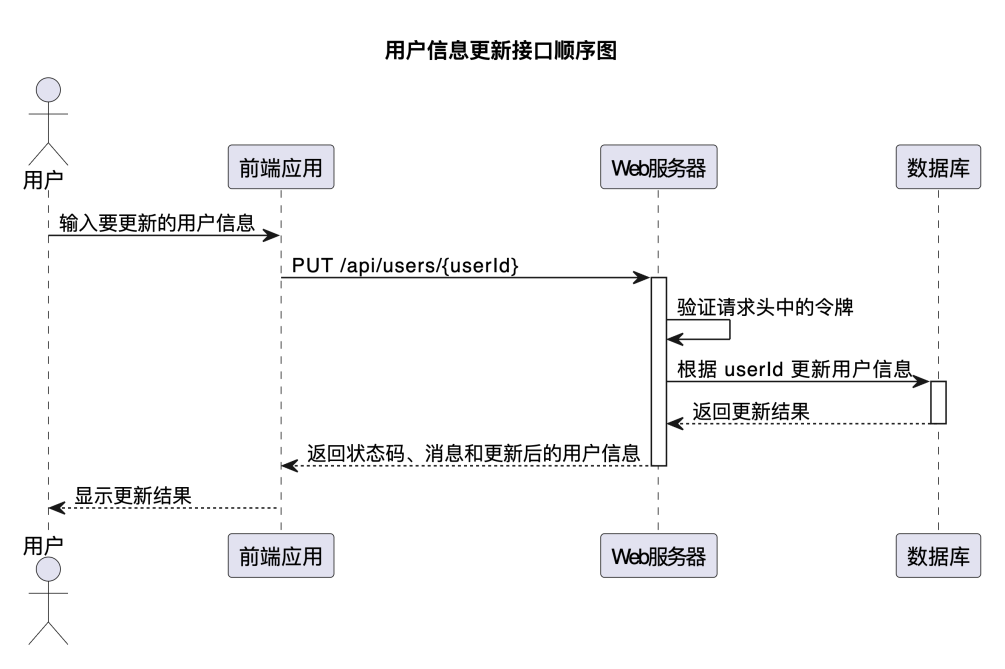 用户信息更新接口顺序图
用户
前端应用
Web服务器
数据库
输入要更新的用户信息
PUT /api/users/{userId}
验证请求头中的令牌
根据 userId 更新用户信息
返回更新结果
返回状态码、消息和更新后的用户信息
显示更新结果
用户
前端应用
Web服务器
数据库